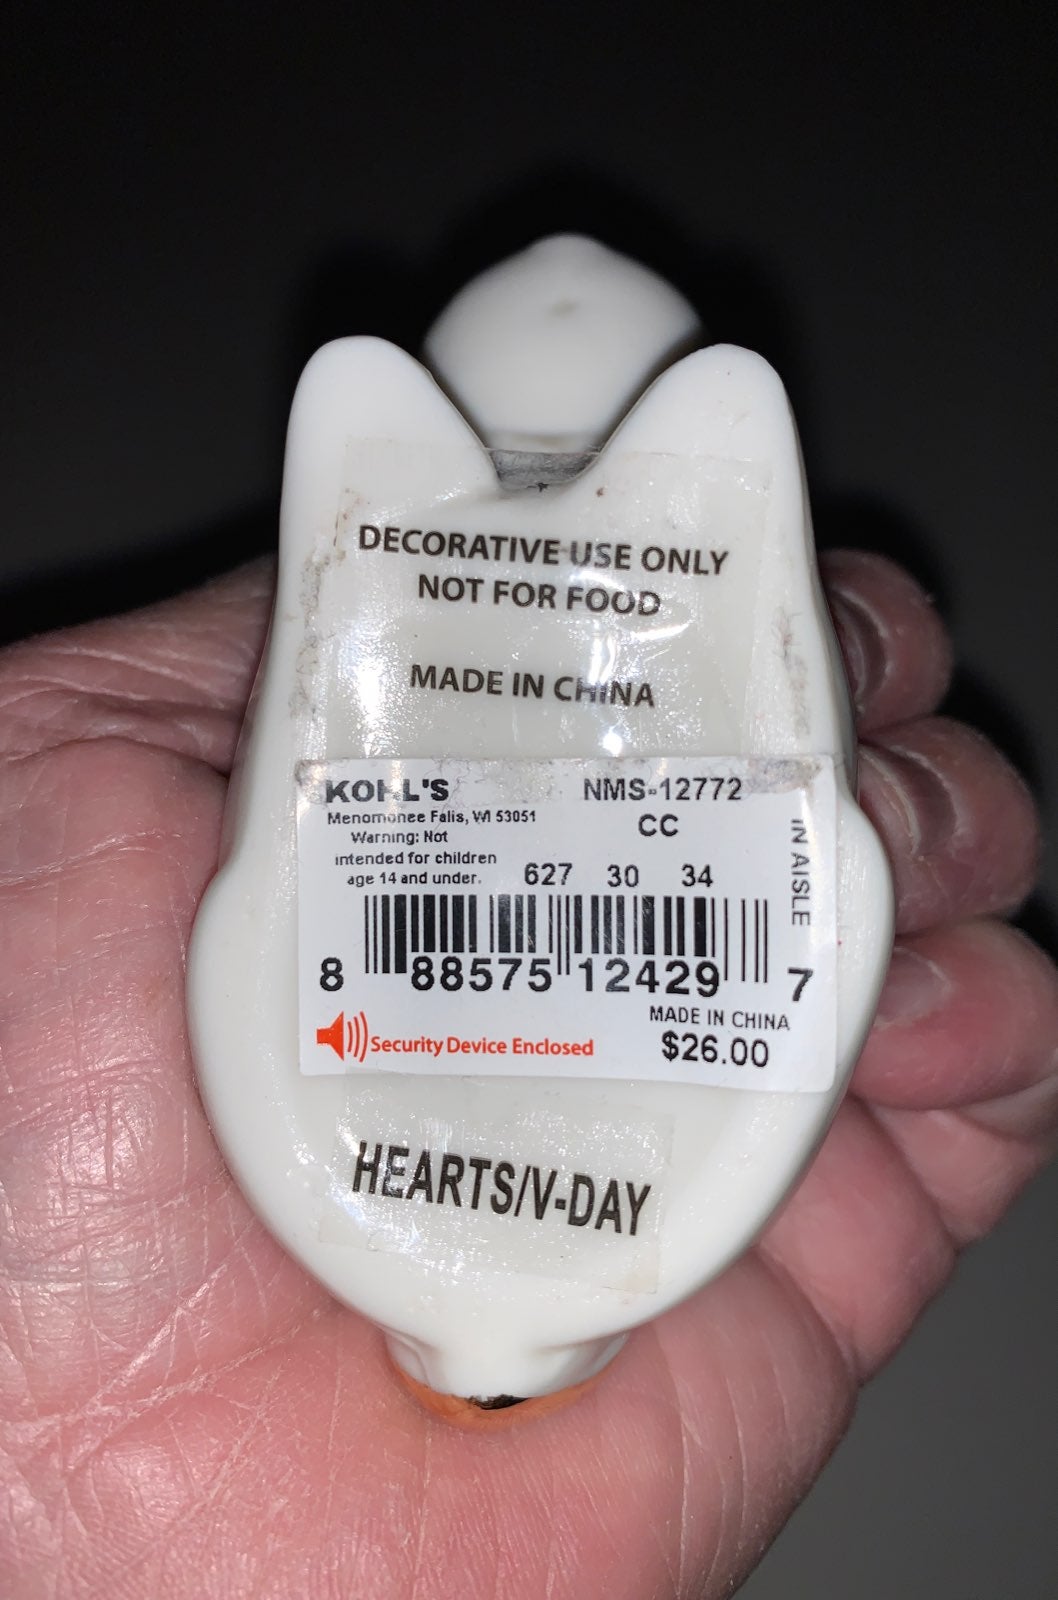 DECORATIVE USE ONLY
NOT FOR FOOD
MADE IN CHINA
KOHL'S
NMS-12772
Menomonee Falls, WI 53051
CC
Warning: Not
intended for children
age 14 and under.
627 30 34
IN AISLE
8 88575 12429 7
MADE IN CHINA
Security Device Enclosed
$26.00
HEARTS/V-DAY